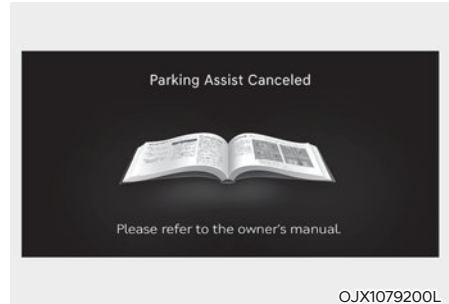 Parking Assist Canceled
Please refer to the owner's manual.
OJX1079200L